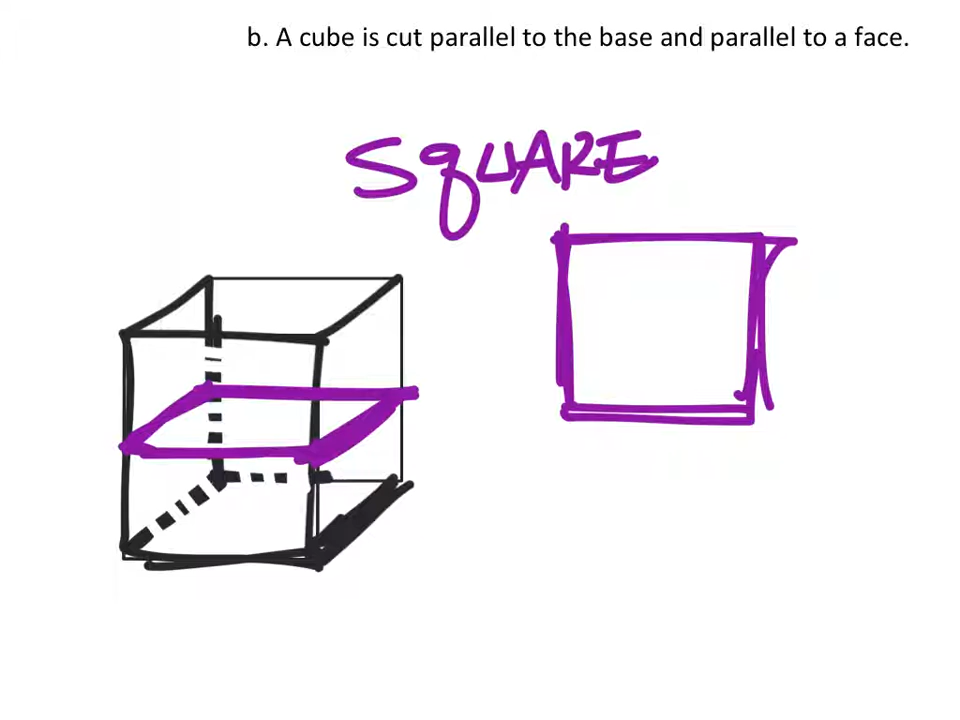 b. A cube is cut parallel to the base and parallel to a face.
SqUARE